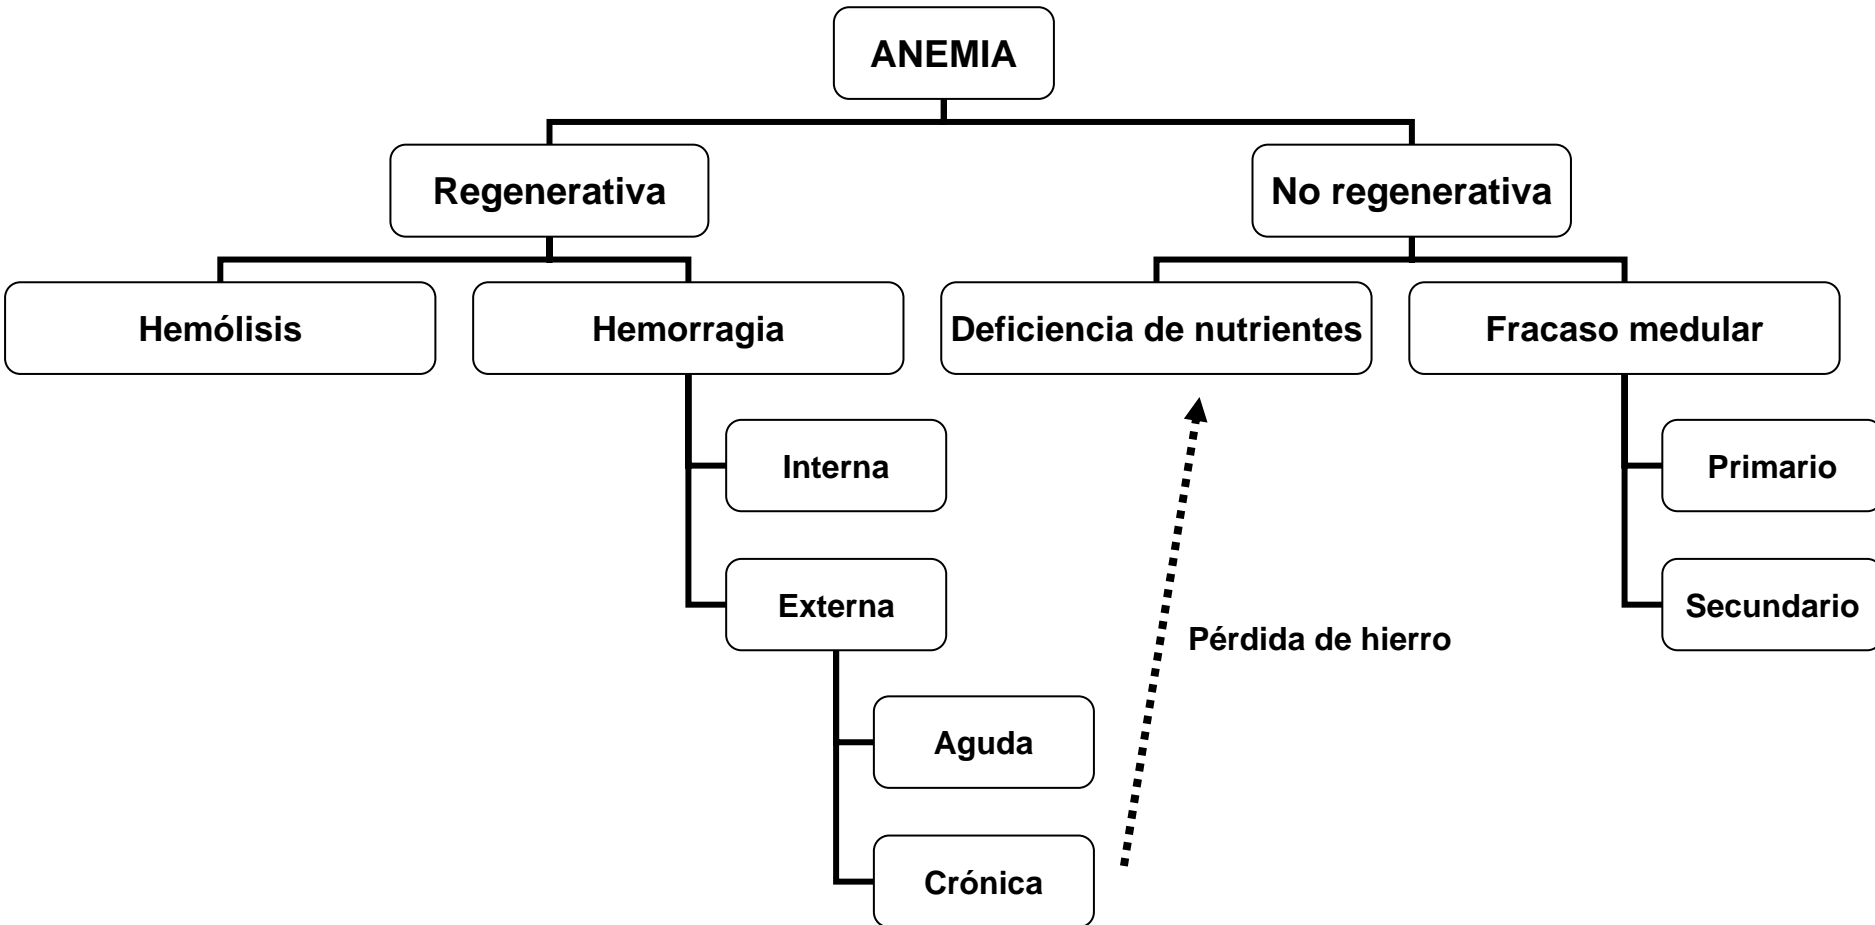 ANEMIA
Regenerativa
No regenerativa
Hemólisis
Hemorragia
Deficiencia de nutrientes
Fracaso medular
Interna
Primario
Externa
Secundario
Pérdida de hierro
Aguda
Crónica